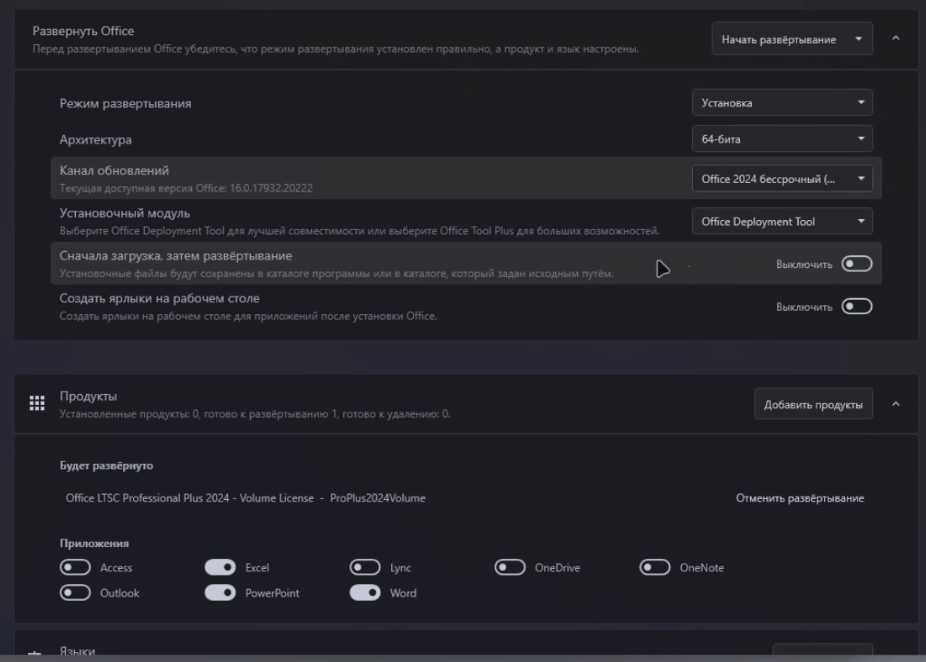 Развернуть Office
Перед развертыванием Office убедитесь, что режим развертывания установлен правильно, а продукт и язык настроены.
Начать развёртывание
Режим развертывания
Установка
Архитектура
64-бита
Канал обновлений
Текущая доступная версия Office: 16.0.17932.20222
Office 2024 бессрочный (...
Установочный модуль
Выберите Office Deployment Tool для лучшей совместимости или выберите Office Tool Plus для больших возможностей.
Office Deployment Tool
Сначала загрузка, затем развёртывание
Установочные файлы будут сохранены в каталоге программы или в каталоге, который задан исходным путём.
Выключить
Создать ярлыки на рабочем столе
Создать ярлыки на рабочем столе для приложений после установки Office.
Выключить
Продукты
Установленные продукты: 0, готово к развёртыванию 1, готово к удалению: 0.
Добавить продукты
Будет развёрнуто
Office LTSC Professional Plus 2024 - Volume License - ProPlus2024Volume
Отменить развёртывание
Приложения
Access Excel Lync OneDrive OneNote
Outlook PowerPoint Word
Языки